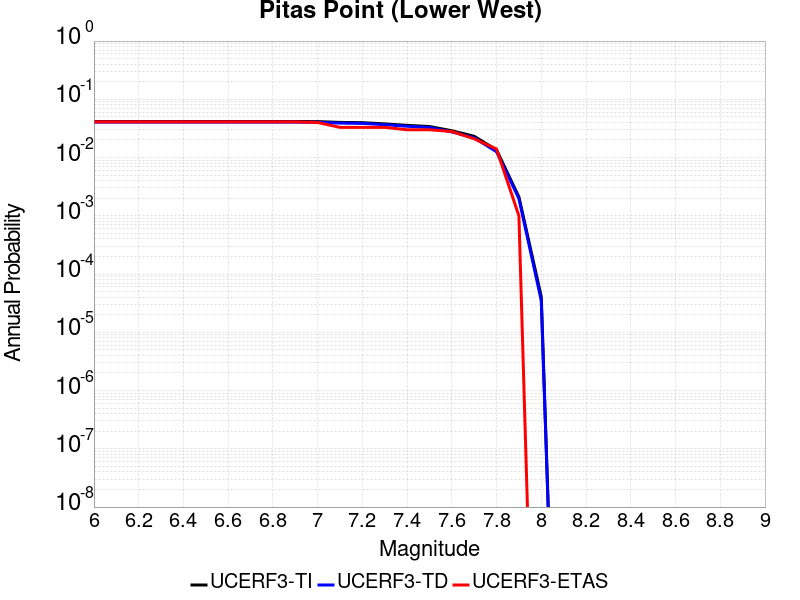 Pitas Point (Lower West)
10^0
10^-1
10^-2
10^-3
10^-4
10^-5
10^-6
10^-7
10^-8
Annual Probability
6 6.2 6.4 6.6 6.8 7 7.2 7.4 7.6 7.8 8 8.2 8.4 8.6 8.8 9
Magnitude
UCERF3-TI UCERF3-TD UCERF3-ETAS